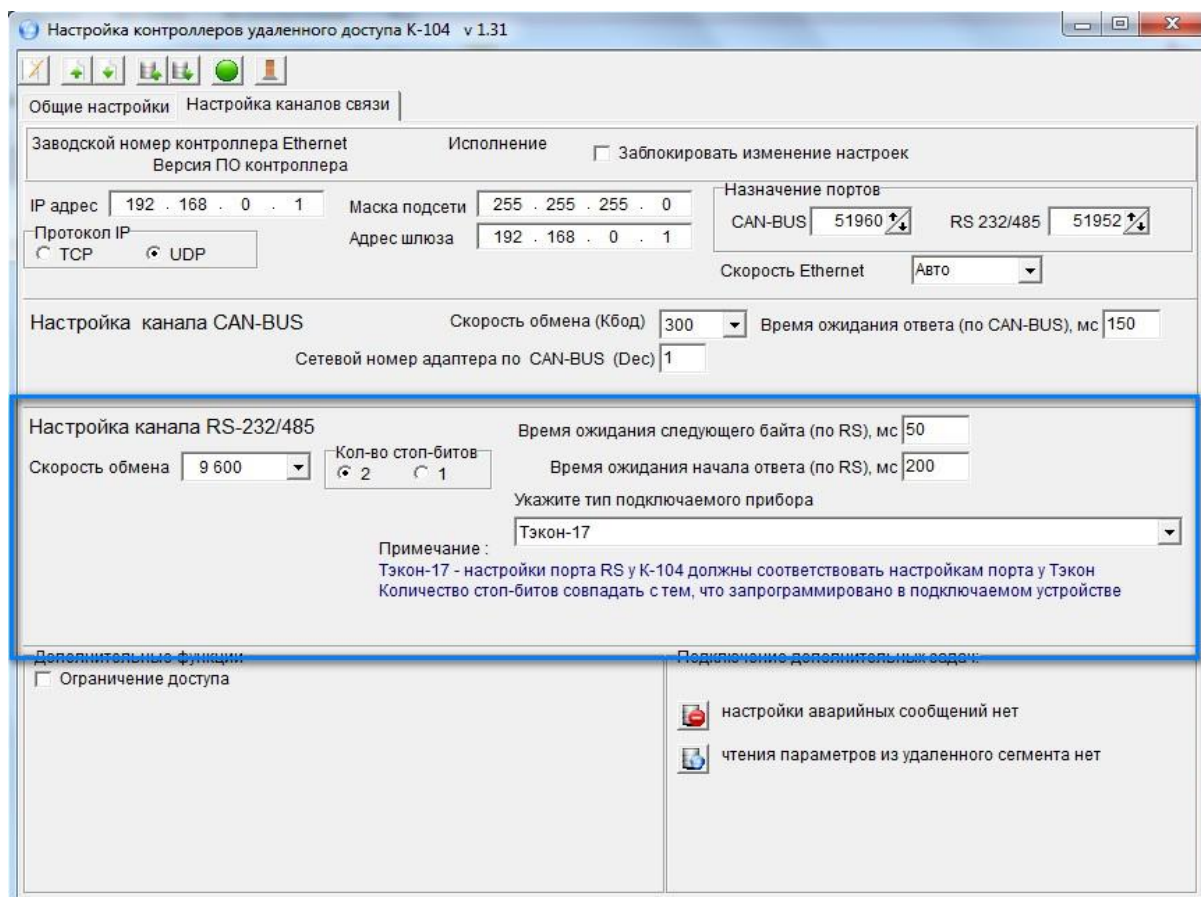 Настройка контроллеров удаленного доступа K-104 v 1.31
Общие настройки Настройка каналов связи
Заводской номер контроллера Ethernet Исполнение Заблокировать изменение настроек
Версия ПО контроллера
Назначение портов
IP адрес 192 . 168 . 0 . 1 Маска подсети 255 . 255 . 255 . 0 CAN-BUS 51960 RS 232/485 51952
Протокол IP Адрес шлюза 192 . 168 . 0 . 1
TCP UDP
Скорость Ethernet Авто
Настройка канала CAN-BUS Скорость обмена (Кбод) 300 Время ожидания ответа (по CAN-BUS), мс 150
Сетевой номер адаптера по CAN-BUS (Dec) 1
Настройка канала RS-232/485 Время ожидания следующего байта (по RS), мс 50
Скорость обмена 9 600 Кол-во стоп-битов 2 1 Время ожидания начала ответа (по RS), мс 200
Укажите тип подключаемого прибора
Тэкон-17
Примечание :
Тэкон-17 - настройки порта RS у К-104 должны соответствовать настройкам порта у Тэкон
Количество стоп-битов совпадать с тем, что запрограммировано в подключаемом устройстве
Дополнительные функции Подключение дополнительных задач:
Ограничение доступа
настройки аварийных сообщений нет
чтения параметров из удаленного сегмента нет